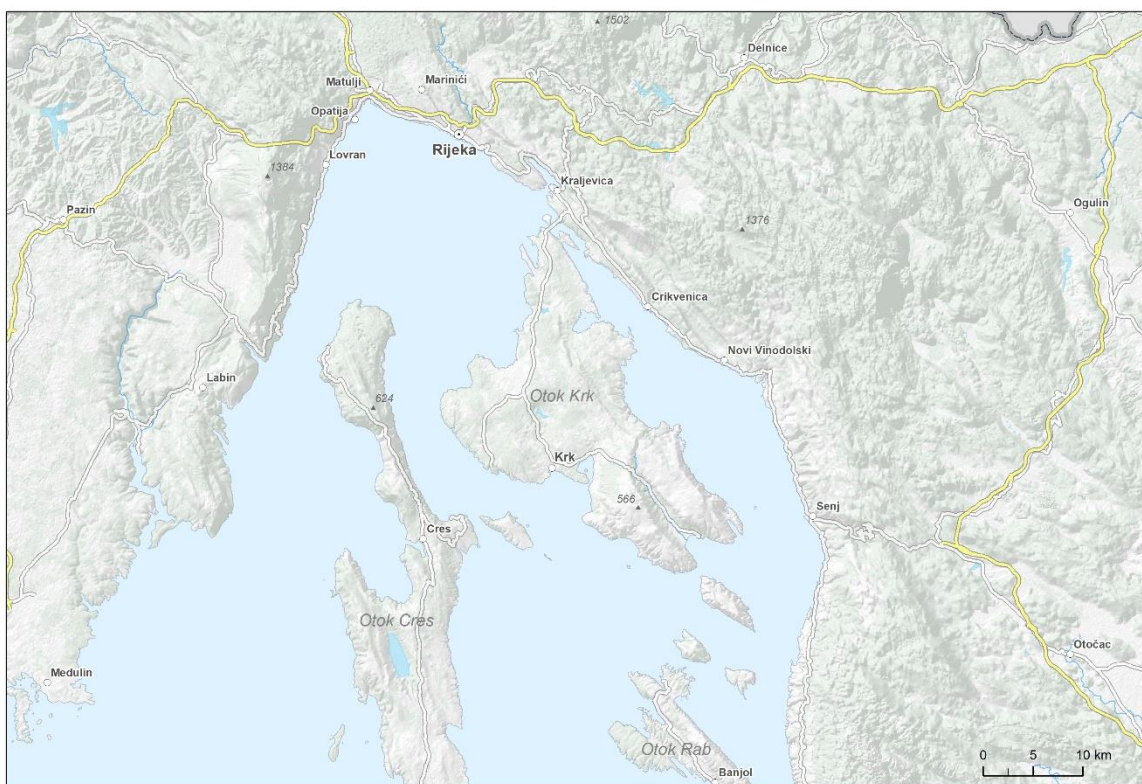 1502
Delnice
Matulji
Marinići
Opatija
Rijeka
Lovran
1384
Kraljevica
Pazin
Ogulin
1376
Crikvenica
Novi Vinodolski
Labin
Otok Krk
624
Krk
566
Senj
Cres
Otok Cres
Otočac
Medulin
Otok Rab
0 5 10 km
Banjol